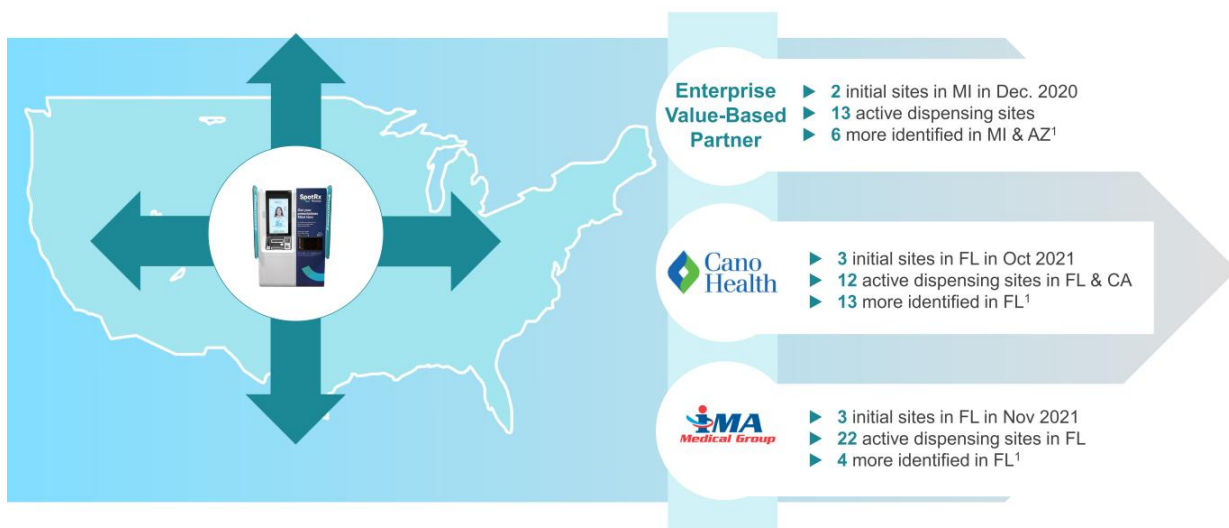 SpotRx
Enterprise
Value-Based
Partner
▶ 2 initial sites in MI in Dec. 2020
▶ 13 active dispensing sites
▶ 6 more identified in MI & AZ¹
Cano
Health
▶ 3 initial sites in FL in Oct 2021
▶ 12 active dispensing sites in FL & CA
▶ 13 more identified in FL¹
iMA
Medical Group
▶ 3 initial sites in FL in Nov 2021
▶ 22 active dispensing sites in FL
▶ 4 more identified in FL¹